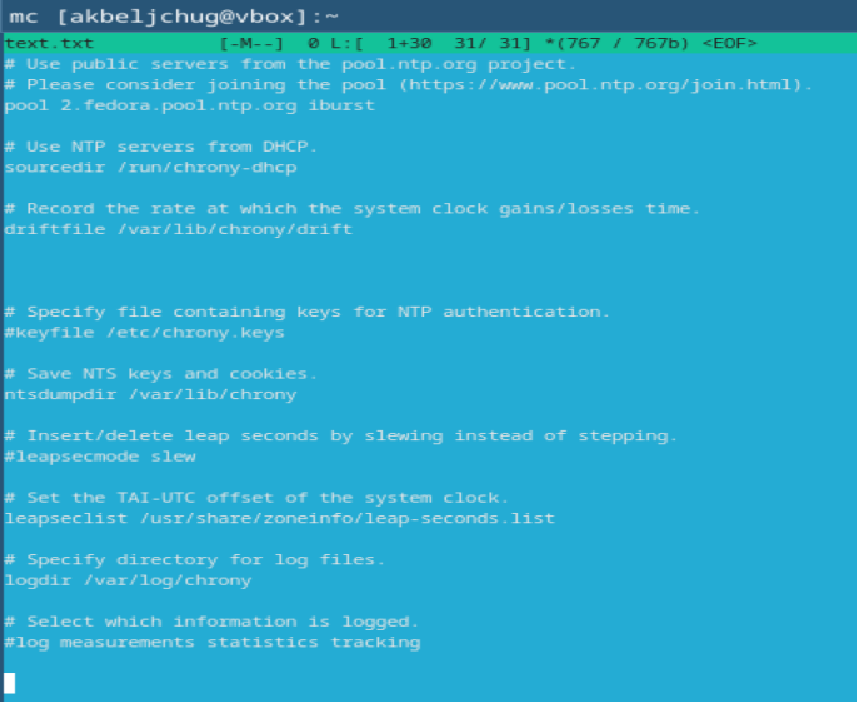 mc [akbeljchug@vbox]:~
text.txt [-M--] 0 L:[ 1+30 31/ 31] *(767 / 767b) <EOF>
# Use public servers from the pool.ntp.org project.
# Please consider joining the pool (https://www.pool.ntp.org/join.html).
pool 2.fedora.pool.ntp.org iburst
# Use NTP servers from DHCP.
sourcedir /run/chrony-dhcp
# Record the rate at which the system clock gains/losses time.
driftfile /var/lib/chrony/drift
# Specify file containing keys for NTP authentication.
#keyfile /etc/chrony.keys
# Save NTS keys and cookies.
ntsdumpdir /var/lib/chrony
# Insert/delete leap seconds by slewing instead of stepping.
#leapsecmode slew
# Set the TAI-UTC offset of the system clock.
leapseclist /usr/share/zoneinfo/leap-seconds.list
# Specify directory for log files.
logdir /var/log/chrony
# Select which information is logged.
#log measurements statistics tracking